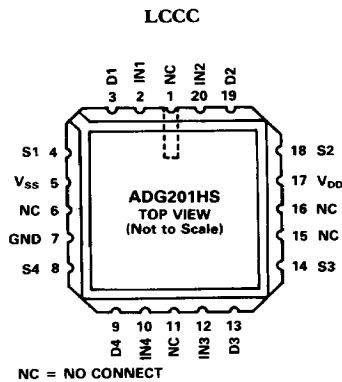 LCCC
D1 IN1 NC IN2 D2
3 2 1 20 19
S1 4
18 S2
VSS 5
17 VDD
ADG201HS
TOP VIEW
(Not to Scale)
NC 6
16 NC
GND 7
15 NC
S4 8
14 S3
9 10 11 12 13
D4 IN4 NC IN3 D3
NC = NO CONNECT